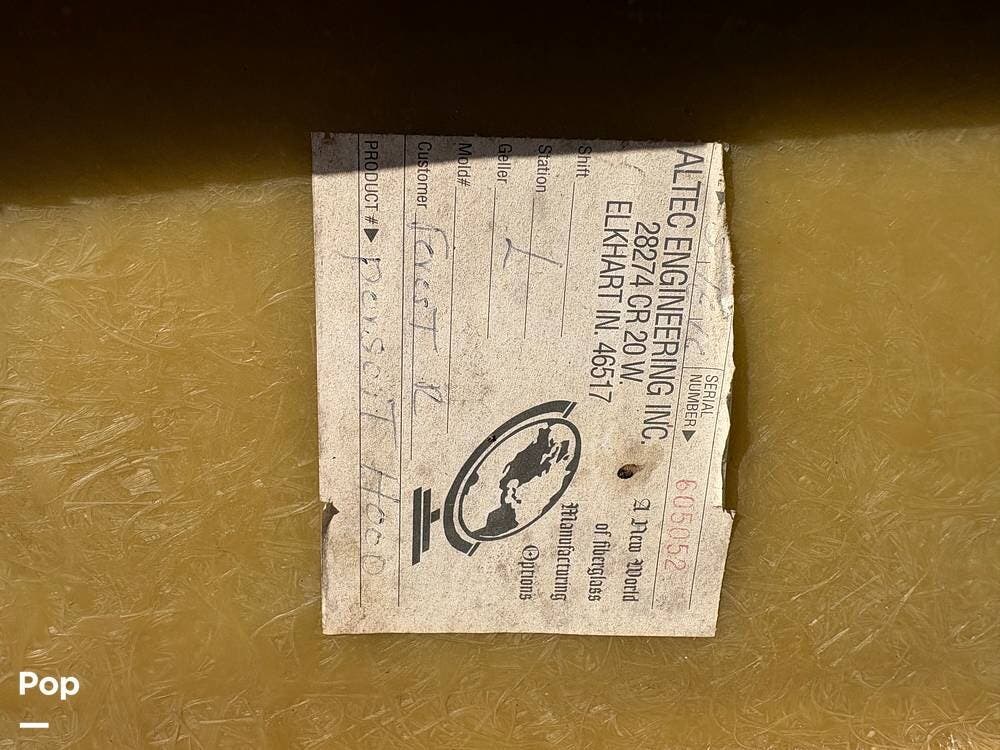 SERIAL NUMBER ▶ 605052
ALTEC ENGINEERING INC.
28274 CR 20 W.
ELKHART IN. 46517
A New World
of fiberglass
Manufacturing
Options
Shift
Station
Geller L
Mold#
Customer Forest R
PRODUCT # ▶ Hood
Pop